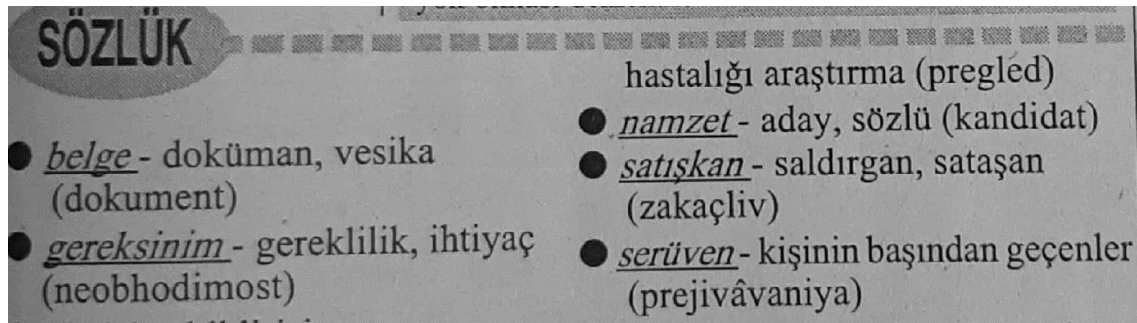 SÖZLÜK
belge - doküman, vesika
(dokument)
gereksinim - gereklilik, ihtiyaç
(neobhodimost)
hastalığı araştırma (pregled)
namzet - aday, sözlü (kandidat)
satışkan - saldırgan, sataşan
(zakaçliv)
serüven - kişinin başından geçenler
(prejivâvaniya)